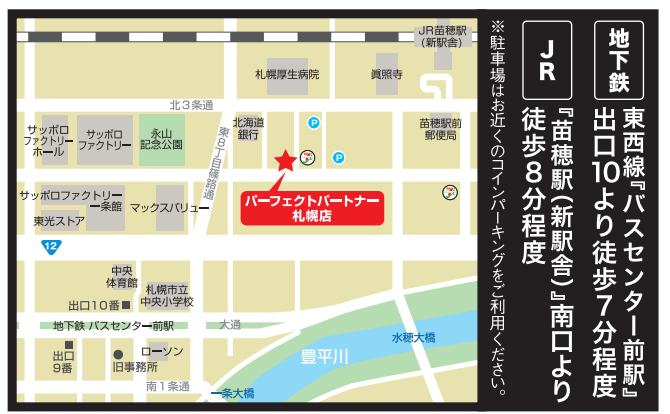 地下鉄
東西線『バスセンター前駅』
出口10より徒歩7分程度
JR
『苗穂駅(新駅舎)』南口より
徒歩8分程度
※駐車場はお近くのコインパーキングをご利用ください。
JR苗穂駅
(新駅舎)
札幌厚生病院
眞照寺
北3条通
サッポロ
ファクトリー
ホール
サッポロ
ファクトリー
永山
記念公園
東8丁目篠路通
北海道
銀行
P
P
苗穂駅前
郵便局
パーフェクトパートナー
札幌店
サッポロファクトリー
一条館
東光ストア
マックスバリュー
12
中央
体育館
札幌市立
中央小学校
出口10番
地下鉄 バスセンター前駅
大通
出口
9番
旧事務所
ローソン
南1条通
一条大橋
豊平川
水穂大橋